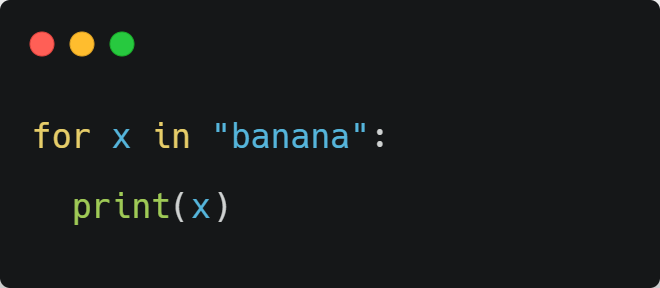 for x in "banana":
  print(x)